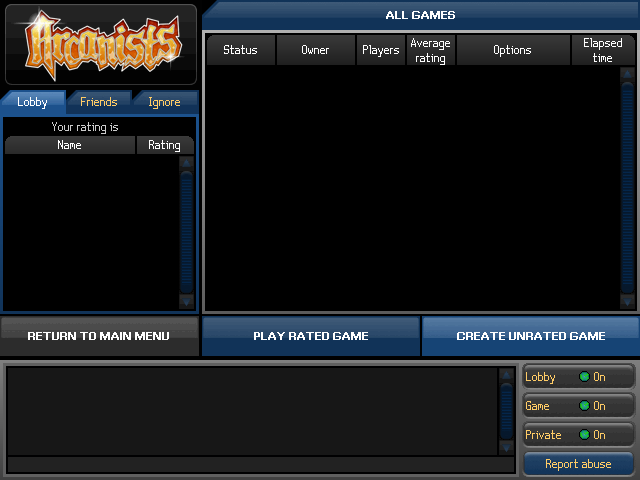 Arcanists
ALL GAMES
Status Owner Players Average rating Options Elapsed time
Lobby Friends Ignore
Your rating is
Name Rating
RETURN TO MAIN MENU PLAY RATED GAME CREATE UNRATED GAME
Lobby On
Game On
Private On
Report abuse